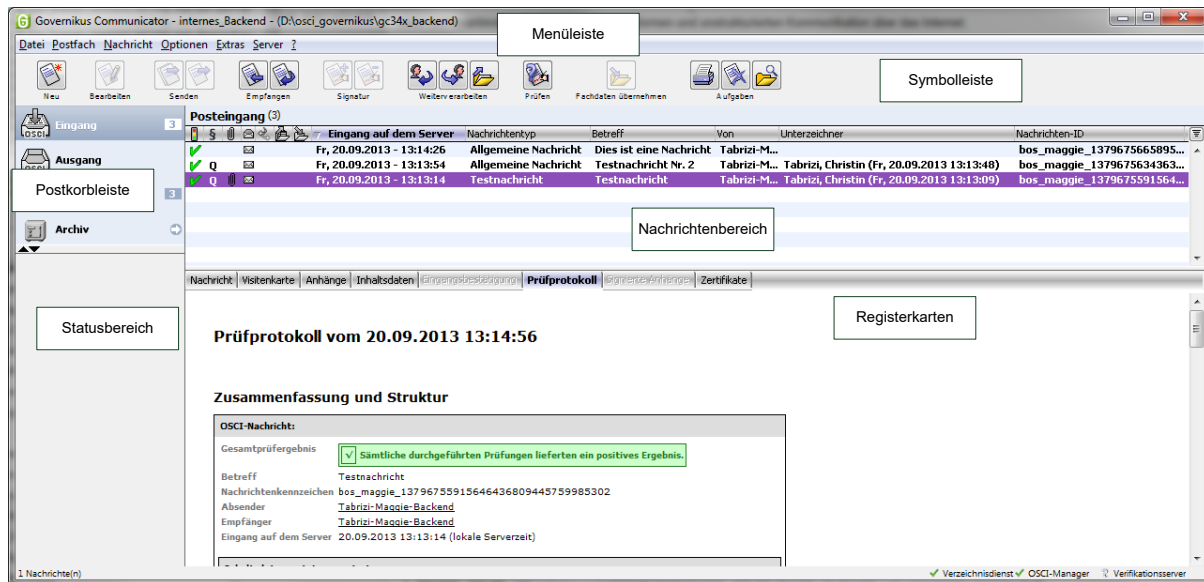 Governikus Communicator - internes_Backend - (D:\osci_governikus\gc34x_backend)
Menüleiste
Datei Postfach Nachricht Optionen Extras Server ?
Symbolleiste
Neu Bearbeiten Senden Empfangen Signatur Weiterverarbeiten Prüfen Fachdaten übernehmen Aufgaben
Posteingang (3)
Eingang 3
§ Eingang auf dem Server Nachrichtentyp Betreff Von Unterzeichner Nachrichten-ID
Fr, 20.09.2013 - 13:14:26 Allgemeine Nachricht Dies ist eine Nachricht Tabrizi-M... bos_maggie_1379675665895...
Ausgang
Q Fr, 20.09.2013 - 13:13:54 Allgemeine Nachricht Testnachricht Nr. 2 Tabrizi-M... Tabrizi, Christin (Fr, 20.09.2013 13:13:48) bos_maggie_1379675634363...
Q Fr, 20.09.2013 - 13:13:14 Testnachricht Testnachricht Tabrizi-M... Tabrizi, Christin (Fr, 20.09.2013 13:13:09) bos_maggie_1379675591564...
Postkorbleiste
3
Archiv
Nachrichtenbereich
Nachricht Visitenkarte Anhänge Inhaltsdaten Eingangsbestätigung Prüfprotokoll Signierte Anhänge Zertifikate
Statusbereich
Registerkarten
Prüfprotokoll vom 20.09.2013 13:14:56
Zusammenfassung und Struktur
OSCI-Nachricht:
Gesamtprüfergebnis Sämtliche durchgeführten Prüfungen lieferten ein positives Ergebnis.
Betreff Testnachricht
Nachrichtenkennzeichen bos_maggie_1379675591564643680944575998 5302
Absender Tabrizi-Maggie-Backend
Empfänger Tabrizi-Maggie-Backend
Eingang auf dem Server 20.09.2013 13:13:14 (lokale Serverzeit)
1 Nachrichte(n)
Verzeichnisdienst OSCI-Manager Verifikationsserver